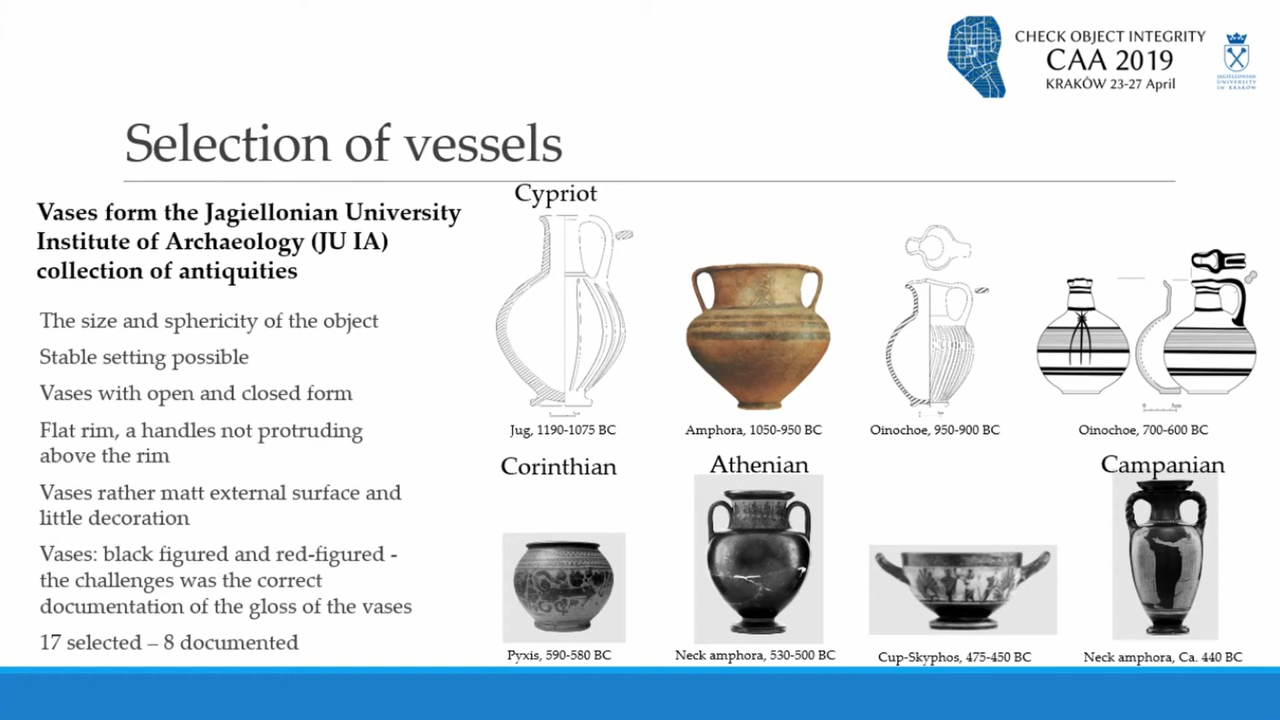 CHECK OBJECT INTEGRITY
CAA 2019
KRAKÓW 23-27 April
JAGIELLONIAN
UNIVERSITY
IN KRAKÓW
Selection of vessels
Vases form the Jagiellonian University
Institute of Archaeology (JU IA)
collection of antiquities
The size and sphericity of the object
Stable setting possible
Vases with open and closed form
Flat rim, a handles not protruding
above the rim
Vases rather matt external surface and
little decoration
Vases: black figured and red-figured -
the challenges was the correct
documentation of the gloss of the vases
17 selected – 8 documented
Cypriot
Jug, 1190-1075 BC
Amphora, 1050-950 BC
Oinochoe, 950-900 BC
Oinochoe, 700-600 BC
Corinthian
Athenian
Campanian
Pyxis, 590-580 BC
Neck amphora, 530-500 BC
Cup-Skyphos, 475-450 BC
Neck amphora, Ca. 440 BC